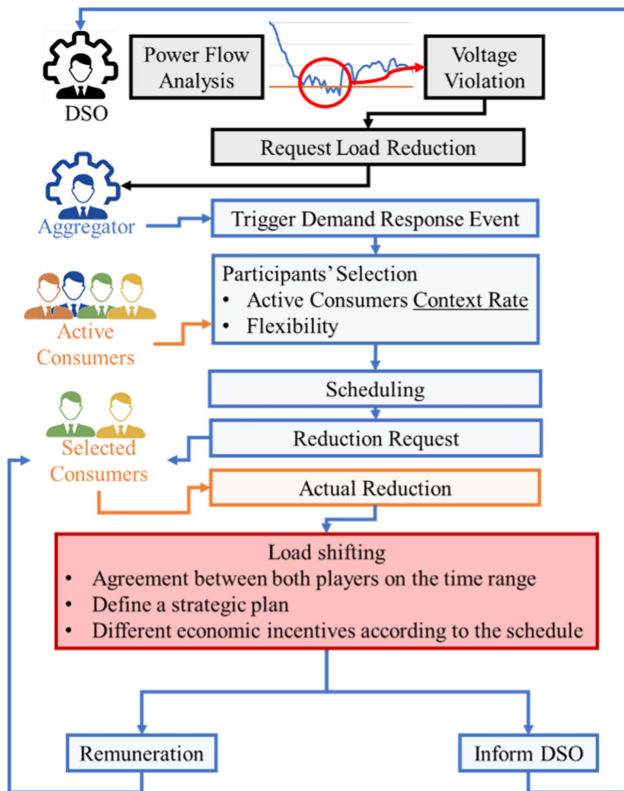 Power Flow
Analysis
Voltage
Violation
DSO
Request Load Reduction
Aggregator
Trigger Demand Response Event
Participants' Selection
• Active Consumers Context Rate
• Flexibility
Active
Consumers
Scheduling
Selected
Consumers
Reduction Request
Actual Reduction
Load shifting
• Agreement between both players on the time range
• Define a strategic plan
• Different economic incentives according to the schedule
Remuneration
Inform DSO